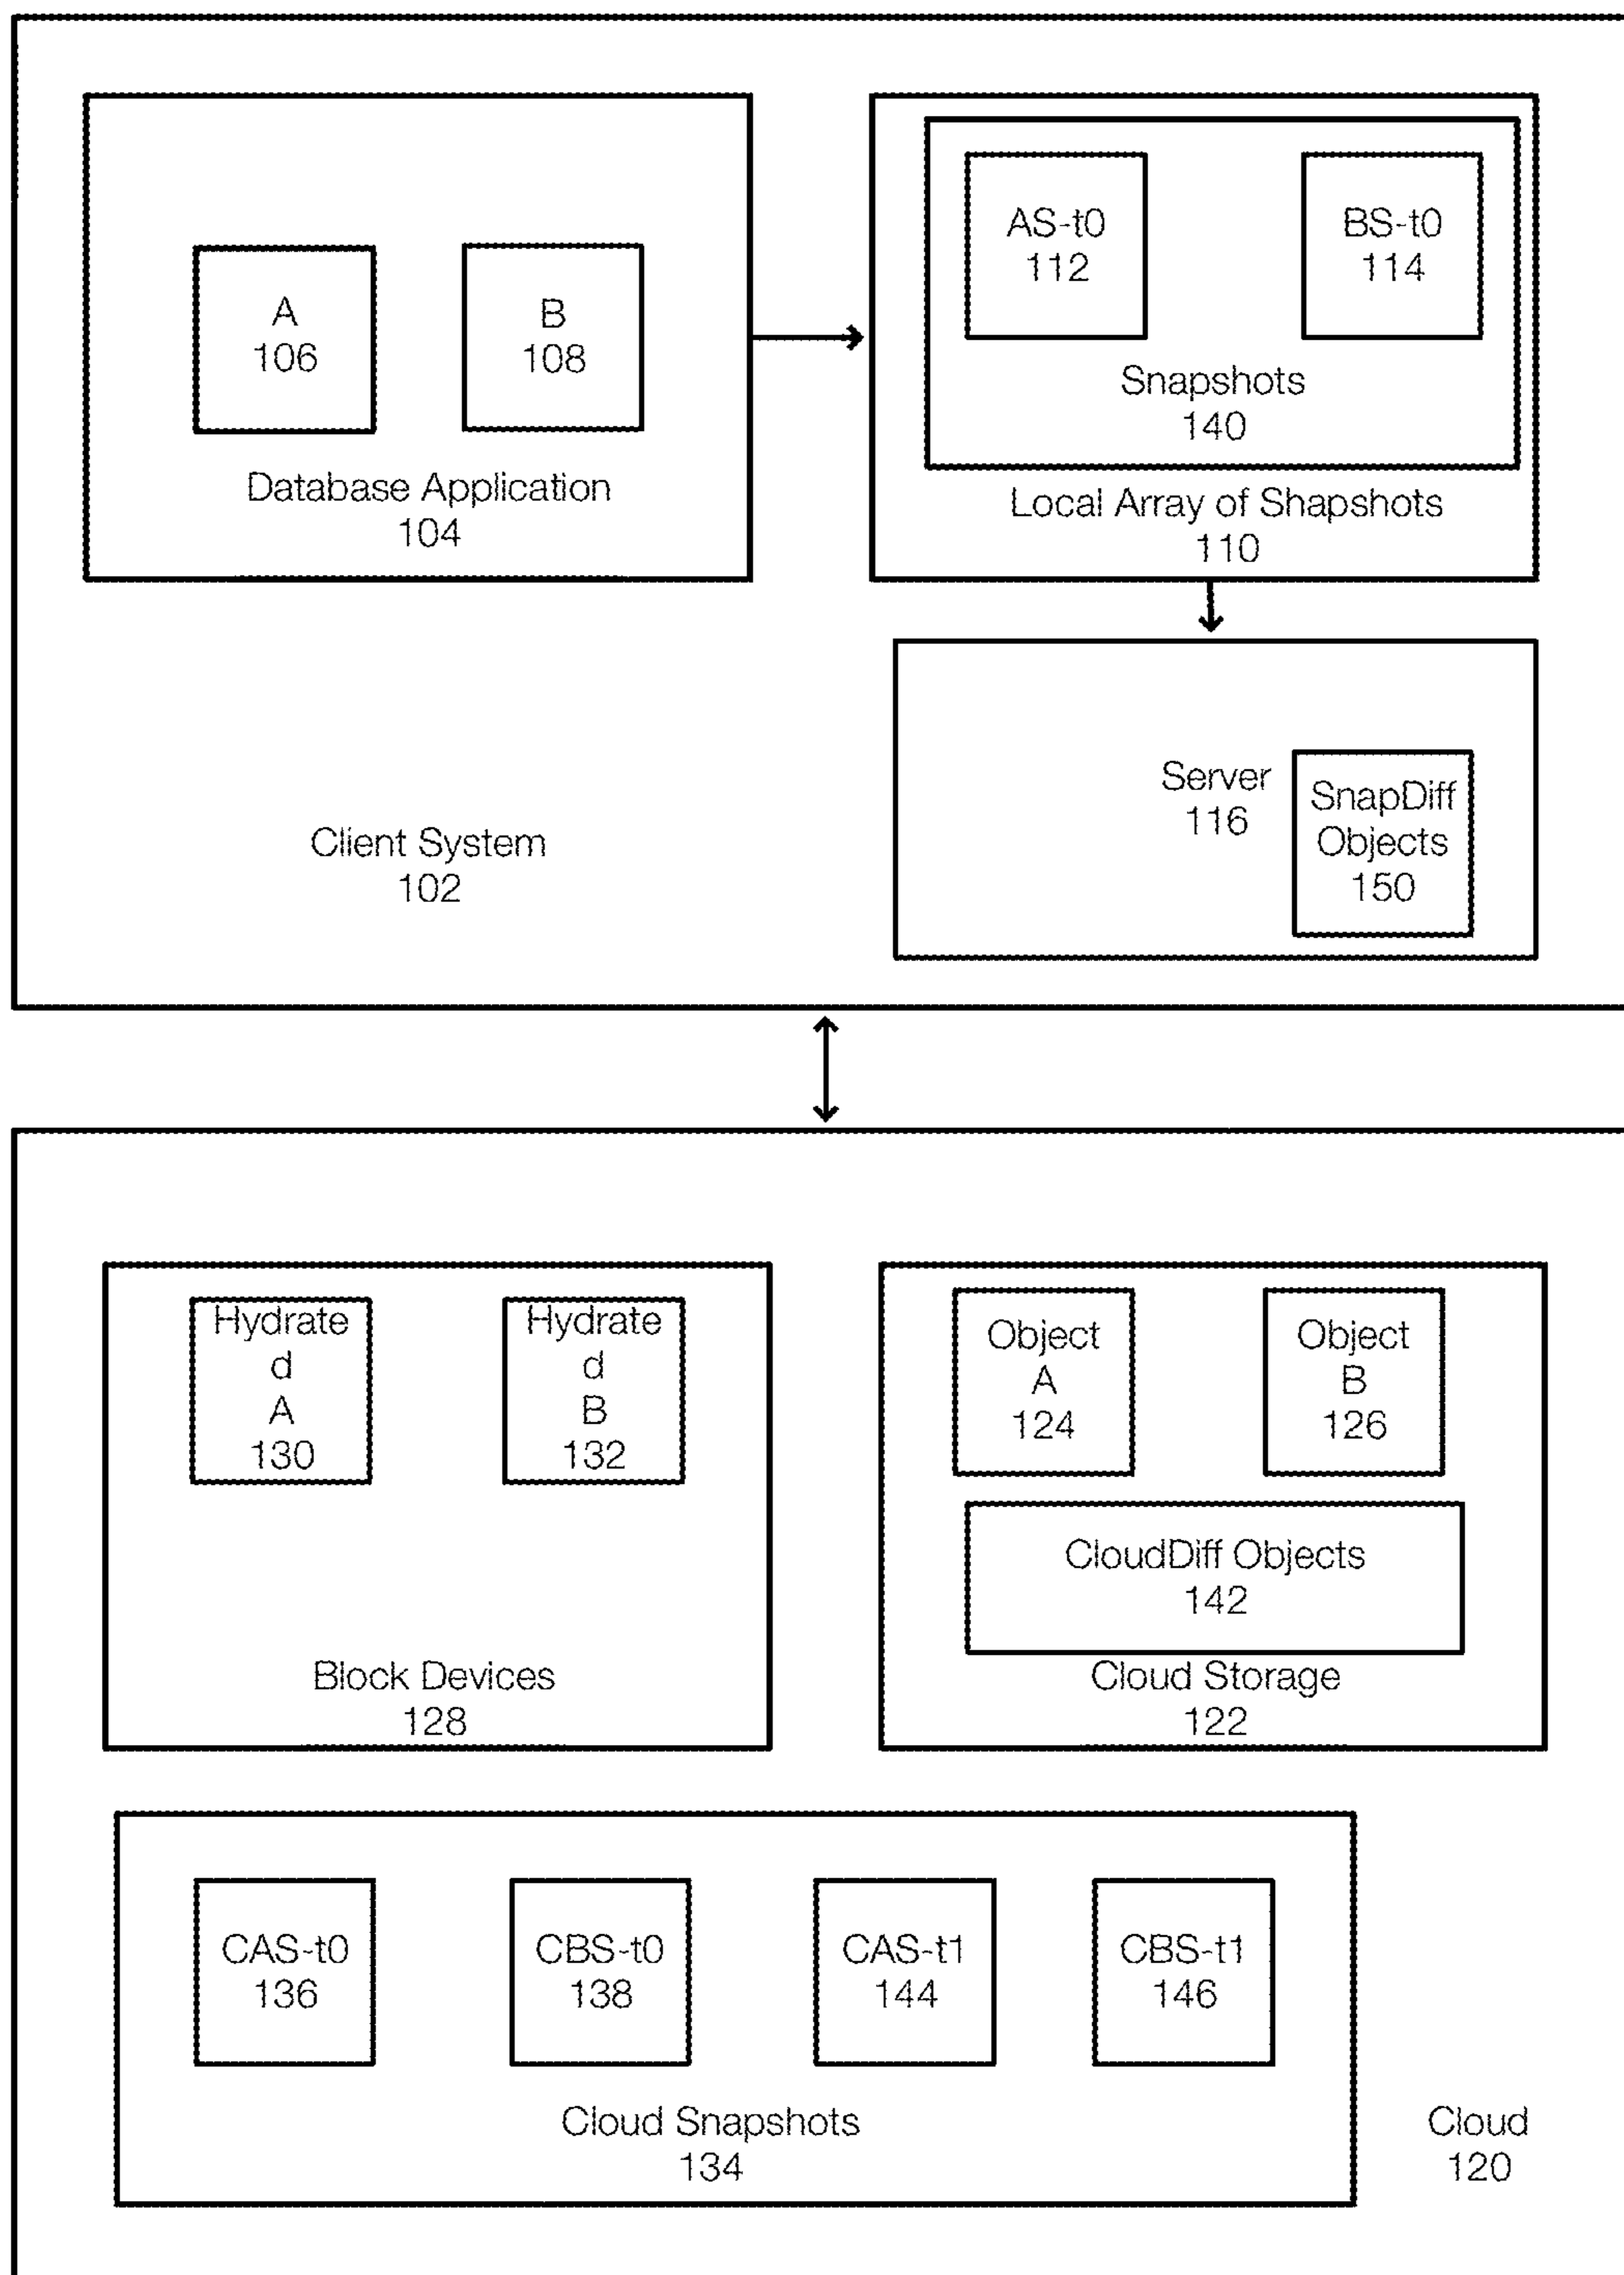 A
106
B
108
Database Application
104
AS-t0
112
BS-t0
114
Snapshots
140
Local Array of Shapshots
110
Server
116
SnapDiff
Objects
150
Client System
102
Hydrate
d
A
130
Hydrate
d
B
132
Block Devices
128
Object
A
124
Object
B
126
CloudDiff Objects
142
Cloud Storage
122
CAS-t0
136
CBS-t0
138
CAS-t1
144
CBS-t1
146
Cloud Snapshots
134
Cloud
120